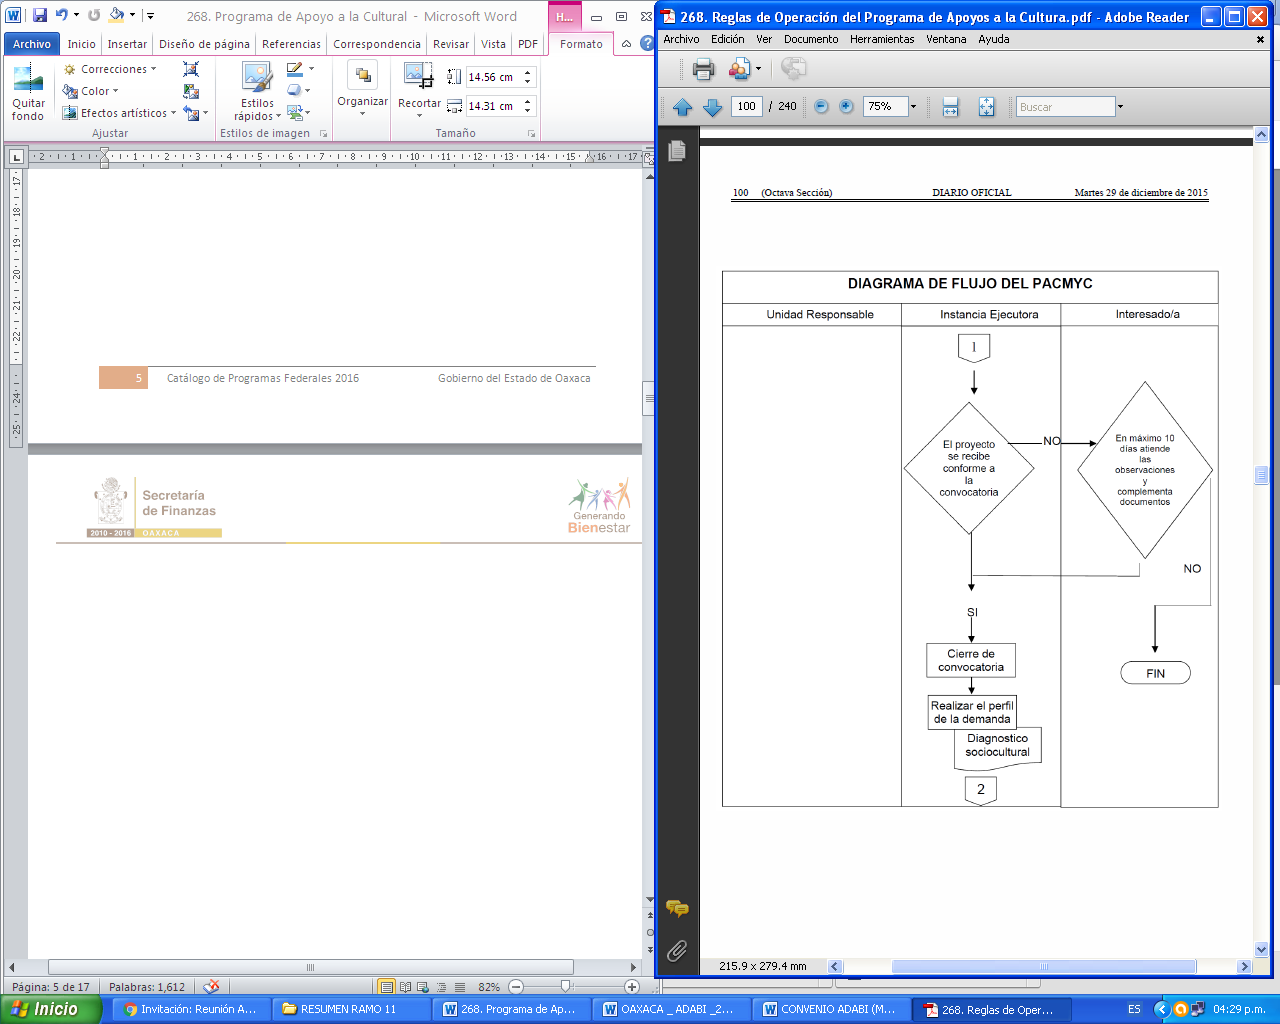 268. Programa de Apoyo a la Cultural - Microsoft Word
H...
Archivo Inicio Insertar Diseño de página Referencias Correspondencia Revisar Vista PDF Formato
Quitar fondo
Correcciones
Color
Efectos artísticos
Ajustar
Estilos rápidos
Estilos de imagen
Organizar
Recortar
14.56 cm
14.31 cm
Tamaño
5 Catálogo de Programas Federales 2016 Gobierno del Estado de Oaxaca
Secretaría
de Finanzas
2010 - 2016 OAXACA
Generando
Bienestar
Página: 5 de 17 Palabras: 1,612 82%
268. Reglas de Operación del Programa de Apoyos a la Cultura.pdf - Adobe Reader
Archivo Edición Ver Documento Herramientas Ventana Ayuda
100 / 240 75% Buscar
100 (Octava Sección) DIARIO OFICIAL Martes 29 de diciembre de 2015
DIAGRAMA DE FLUJO DEL PACMYC
Unidad Responsable Instancia Ejecutora Interesado/a
1
El proyecto
se recibe
conforme a
la
convocatoria
NO
En máximo 10
días atiende
las
observaciones
y
complementa
documentos
NO
SI
Cierre de
convocatoria
FIN
Realizar el perfil
de la demanda
Diagnostico
sociocultural
2
215.9 x 279.4 mm
Inicio
Invitación: Reunión A...
RESUMEN RAMO 11
268. Programa de Ap...
OAXACA _ ADABI _2...
CONVENIO ADABI (M...
268. Reglas de Oper...
ES
04:29 p.m.